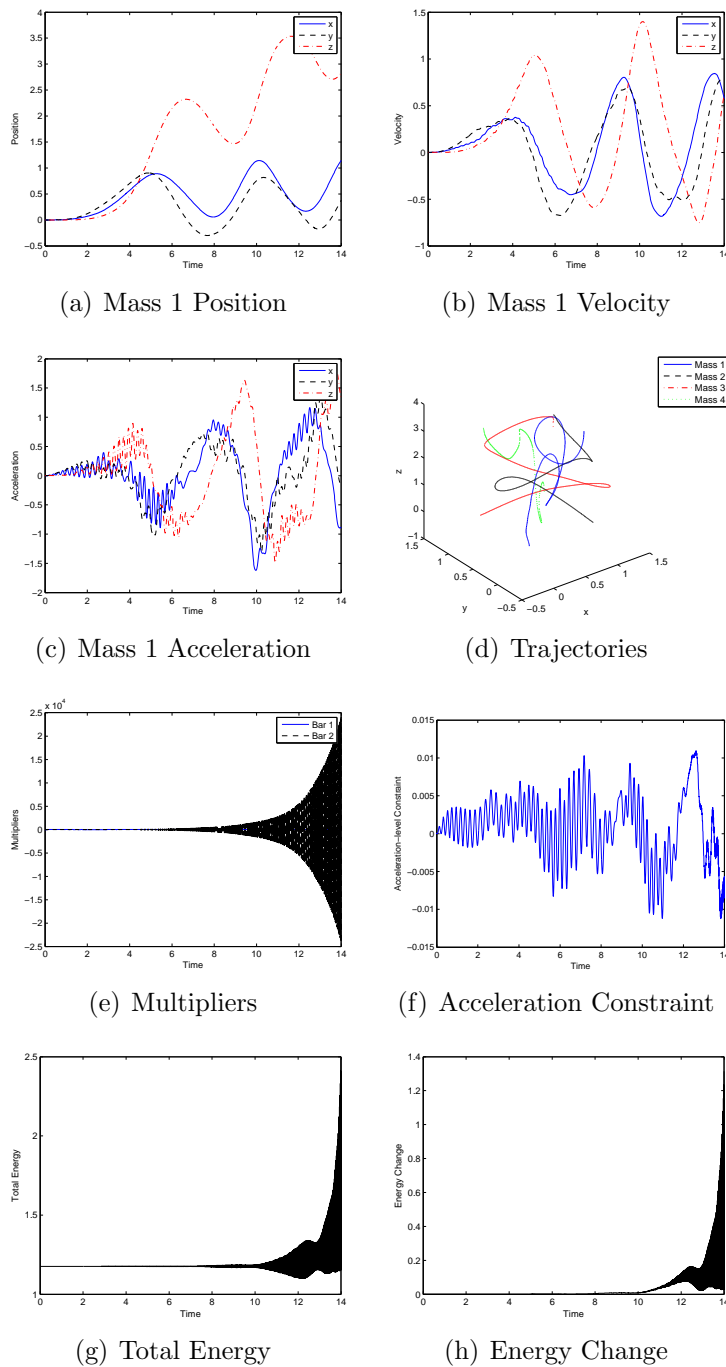 4
3.5
3
2.5
2
1.5
1
0.5
0
−0.5
Position
0 2 4 6 8 10 12 14
Time
x
y
z
(a) Mass 1 Position
1.5
1
0.5
0
−0.5
−1
Velocity
0 2 4 6 8 10 12 14
Time
x
y
z
(b) Mass 1 Velocity
2
1.5
1
0.5
0
−0.5
−1
−1.5
−2
Acceleration
0 2 4 6 8 10 12 14
Time
x
y
z
(c) Mass 1 Acceleration
Mass 1
Mass 2
Mass 3
Mass 4
4
3
2
1
0
−1
z
1.5
1
0.5
0
−0.5
y
−0.5
0
0.5
1
1.5
x
(d) Trajectories
x 10⁴
2.5
2
1.5
1
0.5
0
−0.5
−1
−1.5
−2
−2.5
Multipliers
0 2 4 6 8 10 12 14
Time
Bar 1
Bar 2
(e) Multipliers
0.015
0.01
0.005
0
−0.005
−0.01
−0.015
Acceleration−level Constraint
0 2 4 6 8 10 12 14
Time
(f) Acceleration Constraint
2.5
2
1.5
1
Total Energy
0 2 4 6 8 10 12 14
Time
(g) Total Energy
1.4
1.2
1
0.8
0.6
0.4
0.2
0
Energy Change
0 2 4 6 8 10 12 14
Time
(h) Energy Change